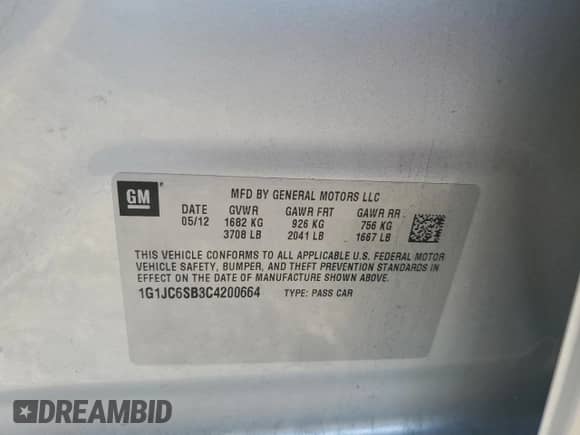 GM
MFD BY GENERAL MOTORS LLC
DATE GVWR GAWR FRT GAWR RR
05/12 1682 KG 926 KG 756 KG
3708 LB 2041 LB 1667 LB
THIS VEHICLE CONFORMS TO ALL APPLICABLE U.S. FEDERAL MOTOR
VEHICLE SAFETY, BUMPER, AND THEFT PREVENTION STANDARDS IN
EFFECT ON THE DATE OF MANUFACTURE SHOWN ABOVE.
1G1JC6SB3C4200664 TYPE: PASS CAR
DREAMBID